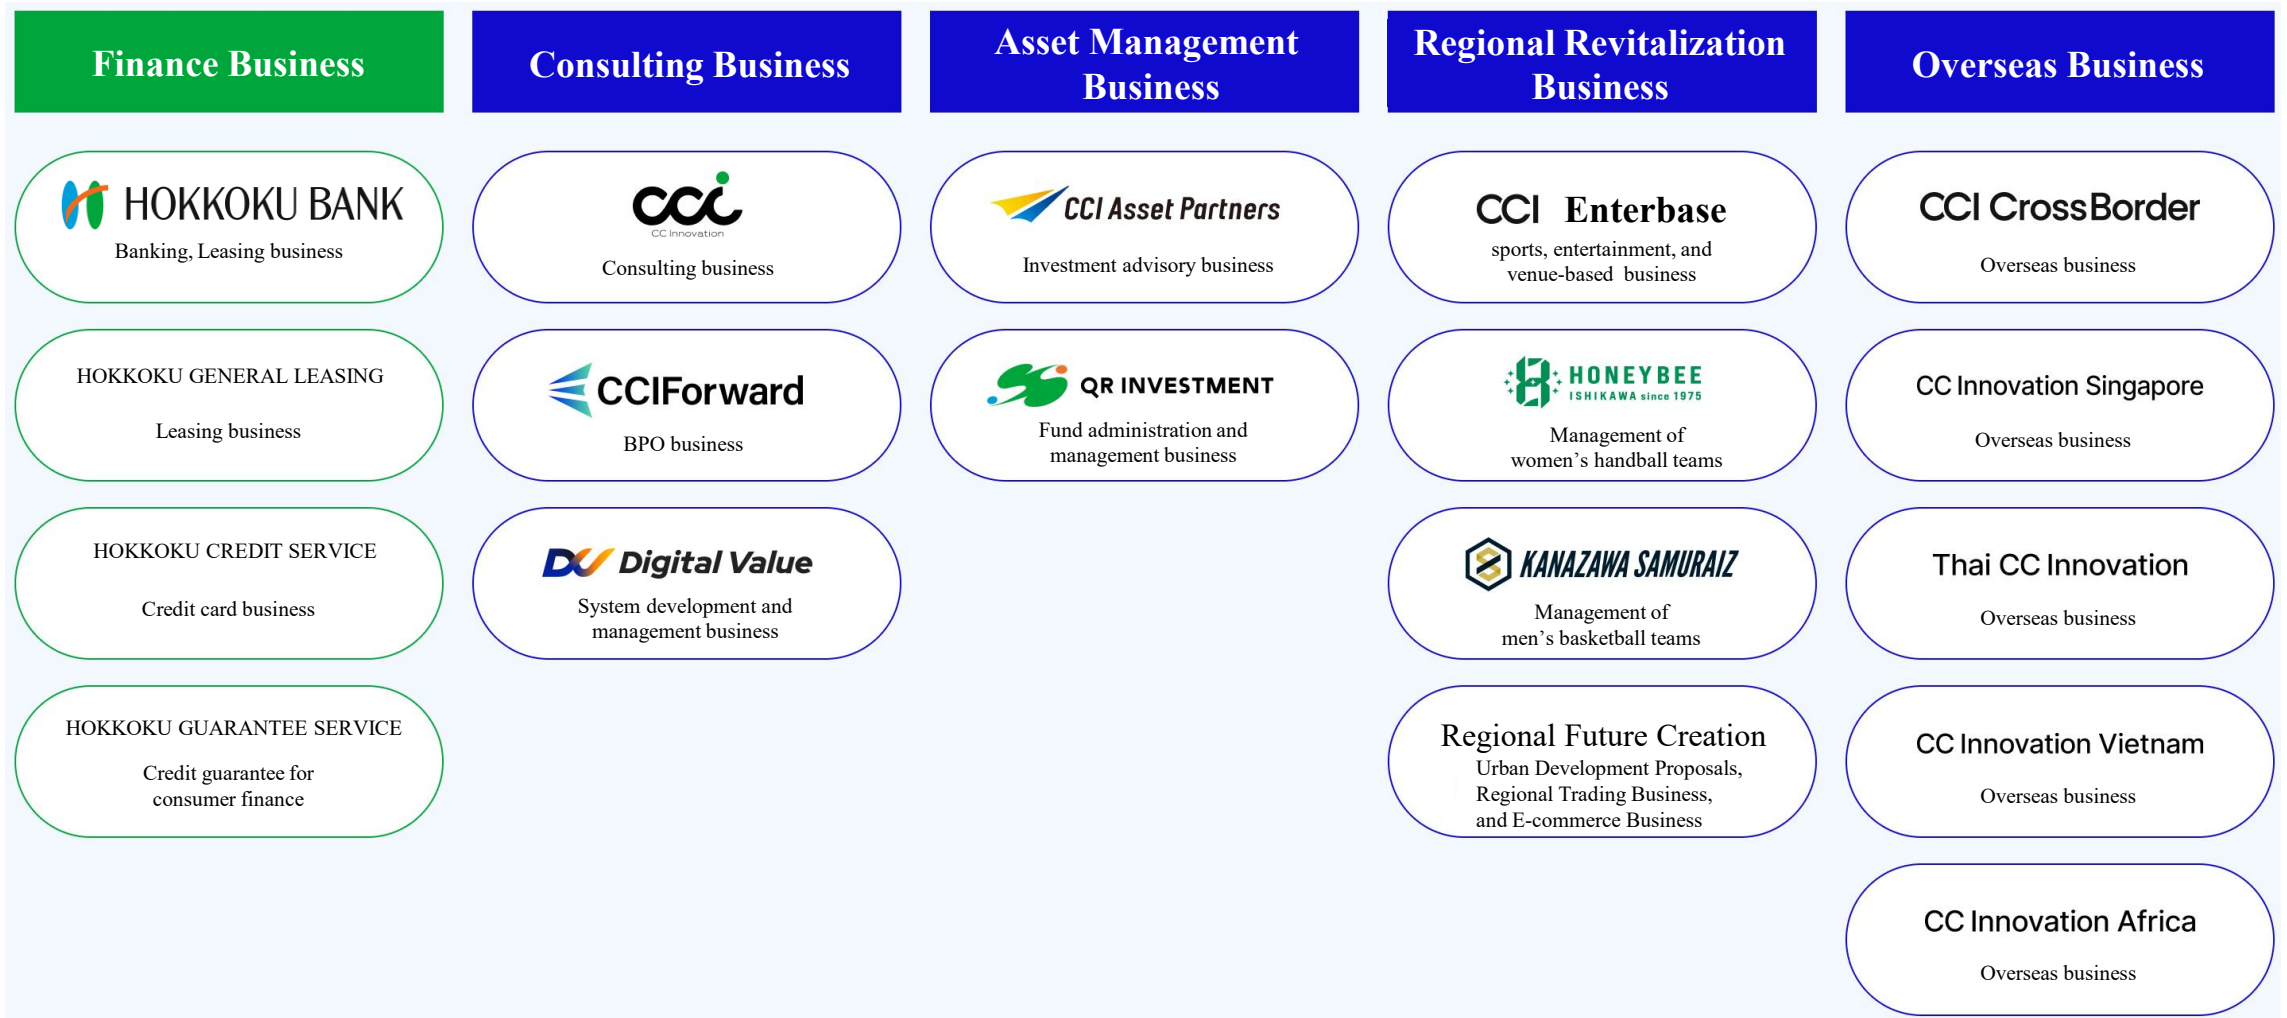 Finance Business
HOKKOKU BANK
Banking, Leasing business
HOKKOKU GENERAL LEASING
Leasing business
HOKKOKU CREDIT SERVICE
Credit card business
HOKKOKU GUARANTEE SERVICE
Credit guarantee for
consumer finance
Consulting Business
cci
CC Innovation
Consulting business
CCIForward
BPO business
DV Digital Value
System development and
management business
Asset Management
Business
CCI Asset Partners
Investment advisory business
QR INVESTMENT
Fund administration and
management business
Regional Revitalization
Business
CCI Enterbase
sports, entertainment, and
venue-based business
HONEYBEE
ISHIKAWA since 1975
Management of
women’s handball teams
KANAZAWA SAMURAIZ
Management of
men’s basketball teams
Regional Future Creation
Urban Development Proposals,
Regional Trading Business,
and E-commerce Business
Overseas Business
CCI CrossBorder
Overseas business
CC Innovation Singapore
Overseas business
Thai CC Innovation
Overseas business
CC Innovation Vietnam
Overseas business
CC Innovation Africa
Overseas business